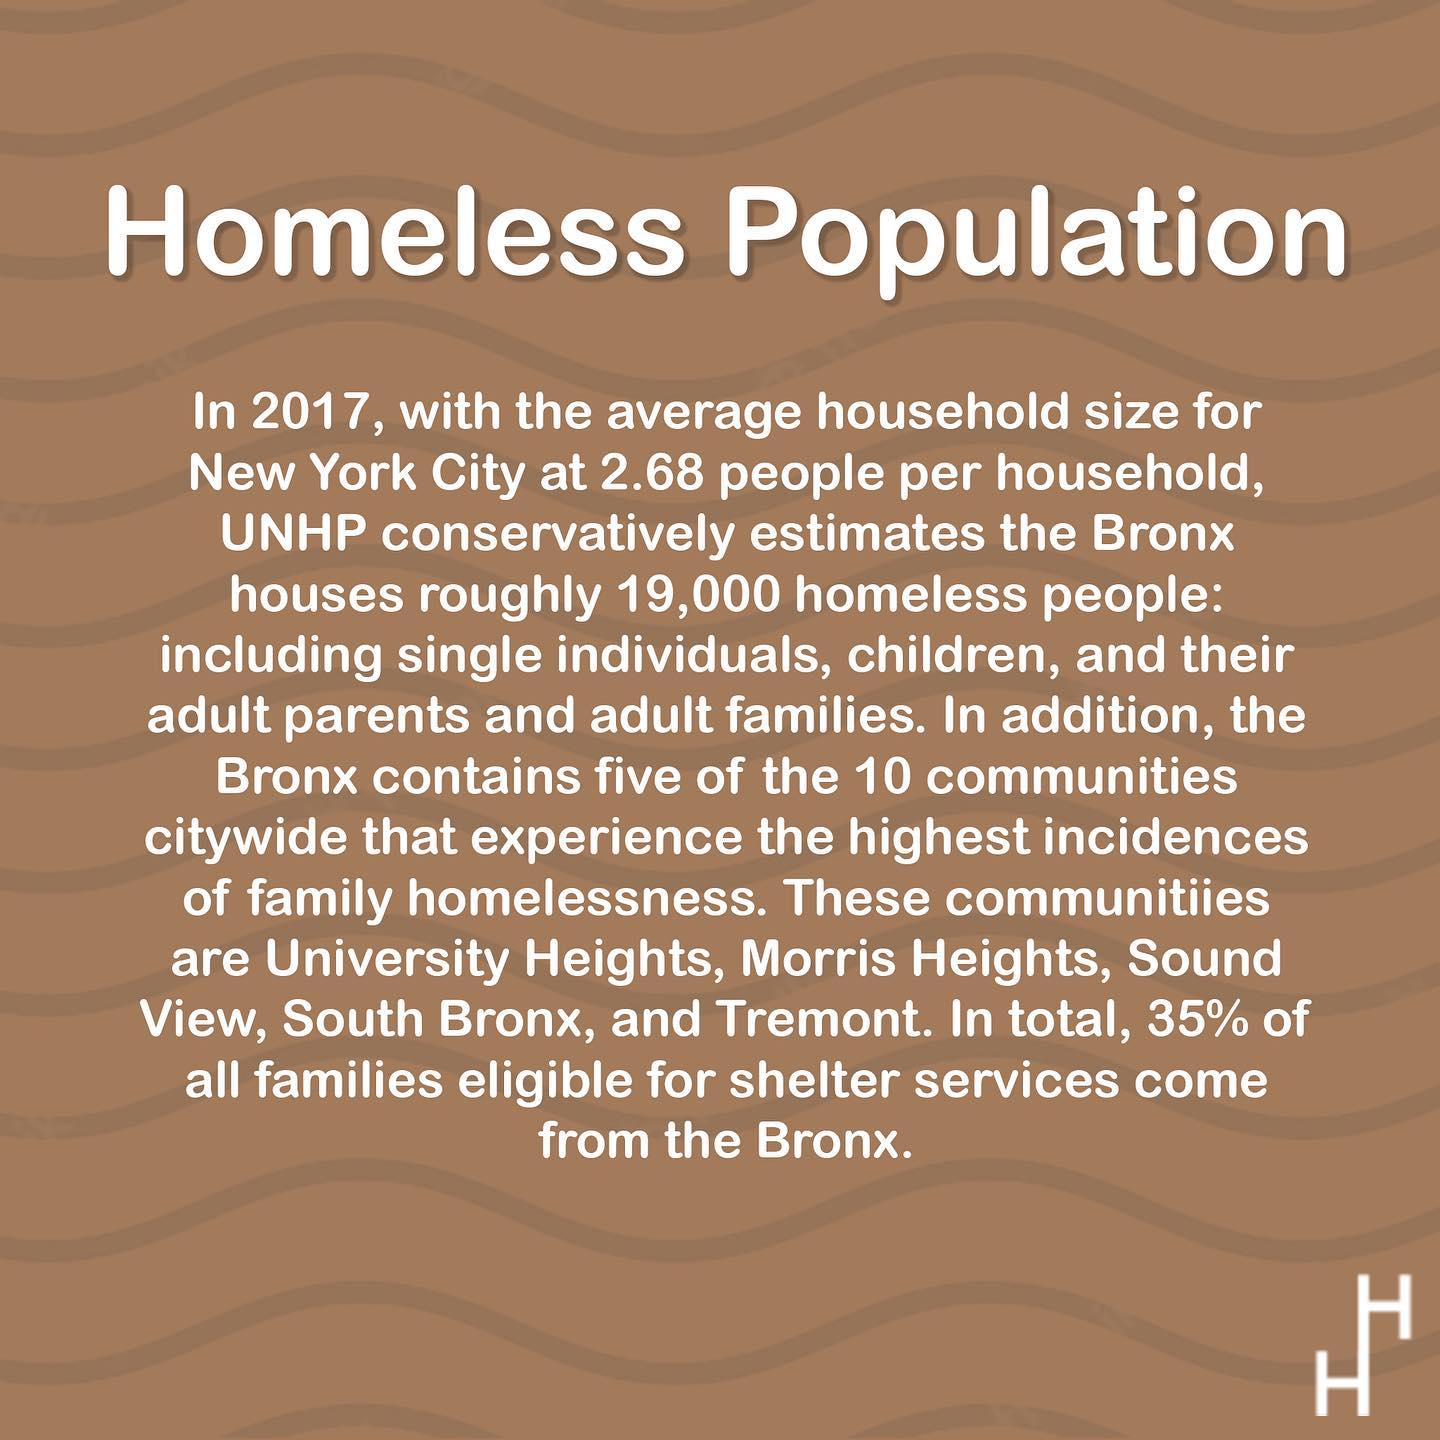 Homeless Population
In 2017, with the average household size for
New York City at 2.68 people per household,
UNHP conservatively estimates the Bronx
houses roughly 19,000 homeless people:
including single individuals, children, and their
adult parents and adult families. In addition, the
Bronx contains five of the 10 communities
citywide that experience the highest incidences
of family homelessness. These communitiies
are University Heights, Morris Heights, Sound
View, South Bronx, and Tremont. In total, 35% of
all families eligible for shelter services come
from the Bronx.
H
H